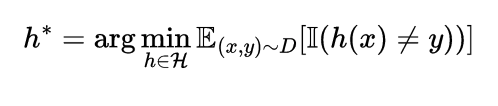 h* = arg min_{h∈ℋ} 𝔼_{(x,y)∼D}[𝕀(h(x) ≠ y))]